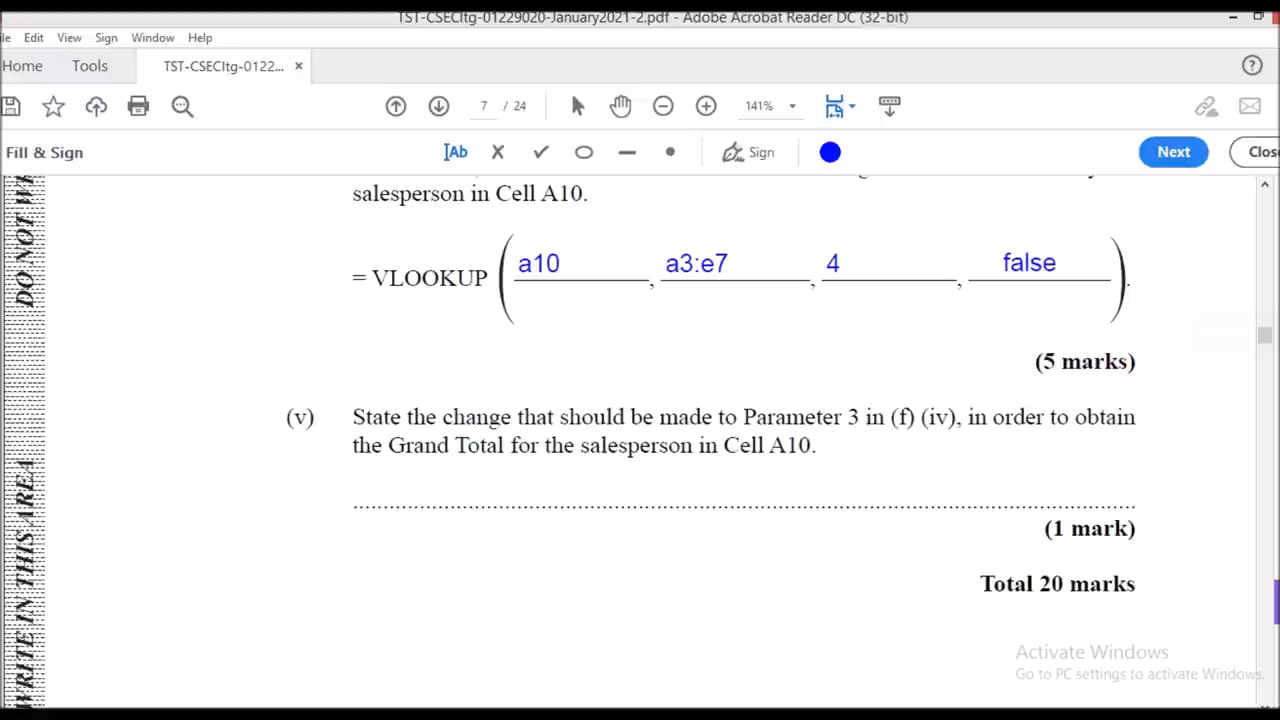 TST-CSECItg-01229020-January2021-2.pdf - Adobe Acrobat Reader DC (32-bit)
Edit View Sign Window Help
Home Tools TST-CSECItg-0122... ×
7 / 24 141%
Fill & Sign Ab Sign Next
salesperson in Cell A10.
= VLOOKUP ( a10 , a3:e7 , 4 , false ).
(5 marks)
(v) State the change that should be made to Parameter 3 in (f) (iv), in order to obtain
the Grand Total for the salesperson in Cell A10.
(1 mark)
Total 20 marks
WRITE IN THIS AREA
DO NOT
Activate Windows
Go to PC settings to activate Windows.